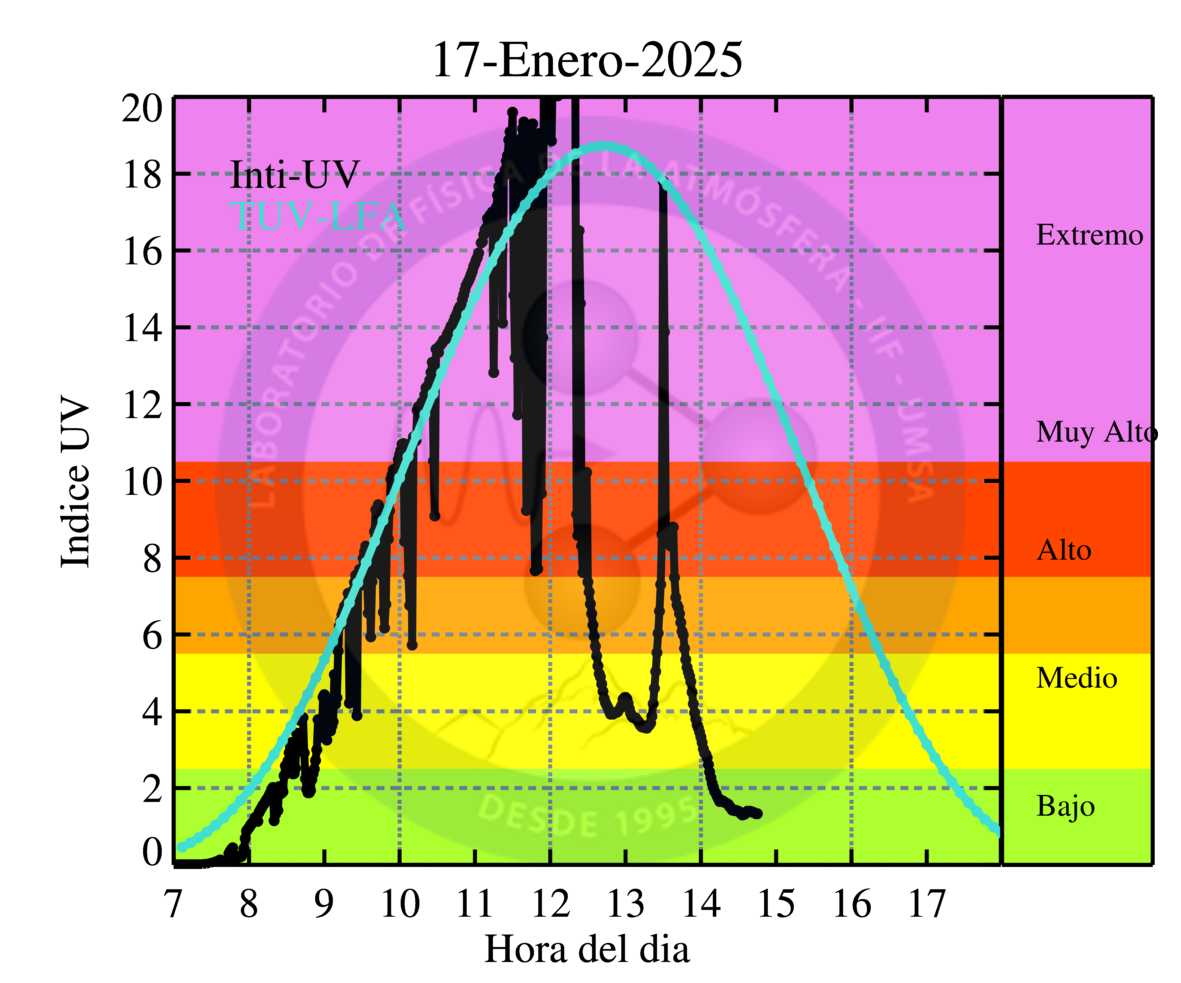 17-Enero-2025
Inti-UV
TUV-LFA
Indice UV
20
18
16
14
12
10
8
6
4
2
0
7 8 9 10 11 12 13 14 15 16 17
Hora del dia
Extremo
Muy Alto
Alto
Medio
Bajo
LABORATORIO DE FÍSICA DE LA ATMÓSFERA - IIF - UMSA
DESDE 1995